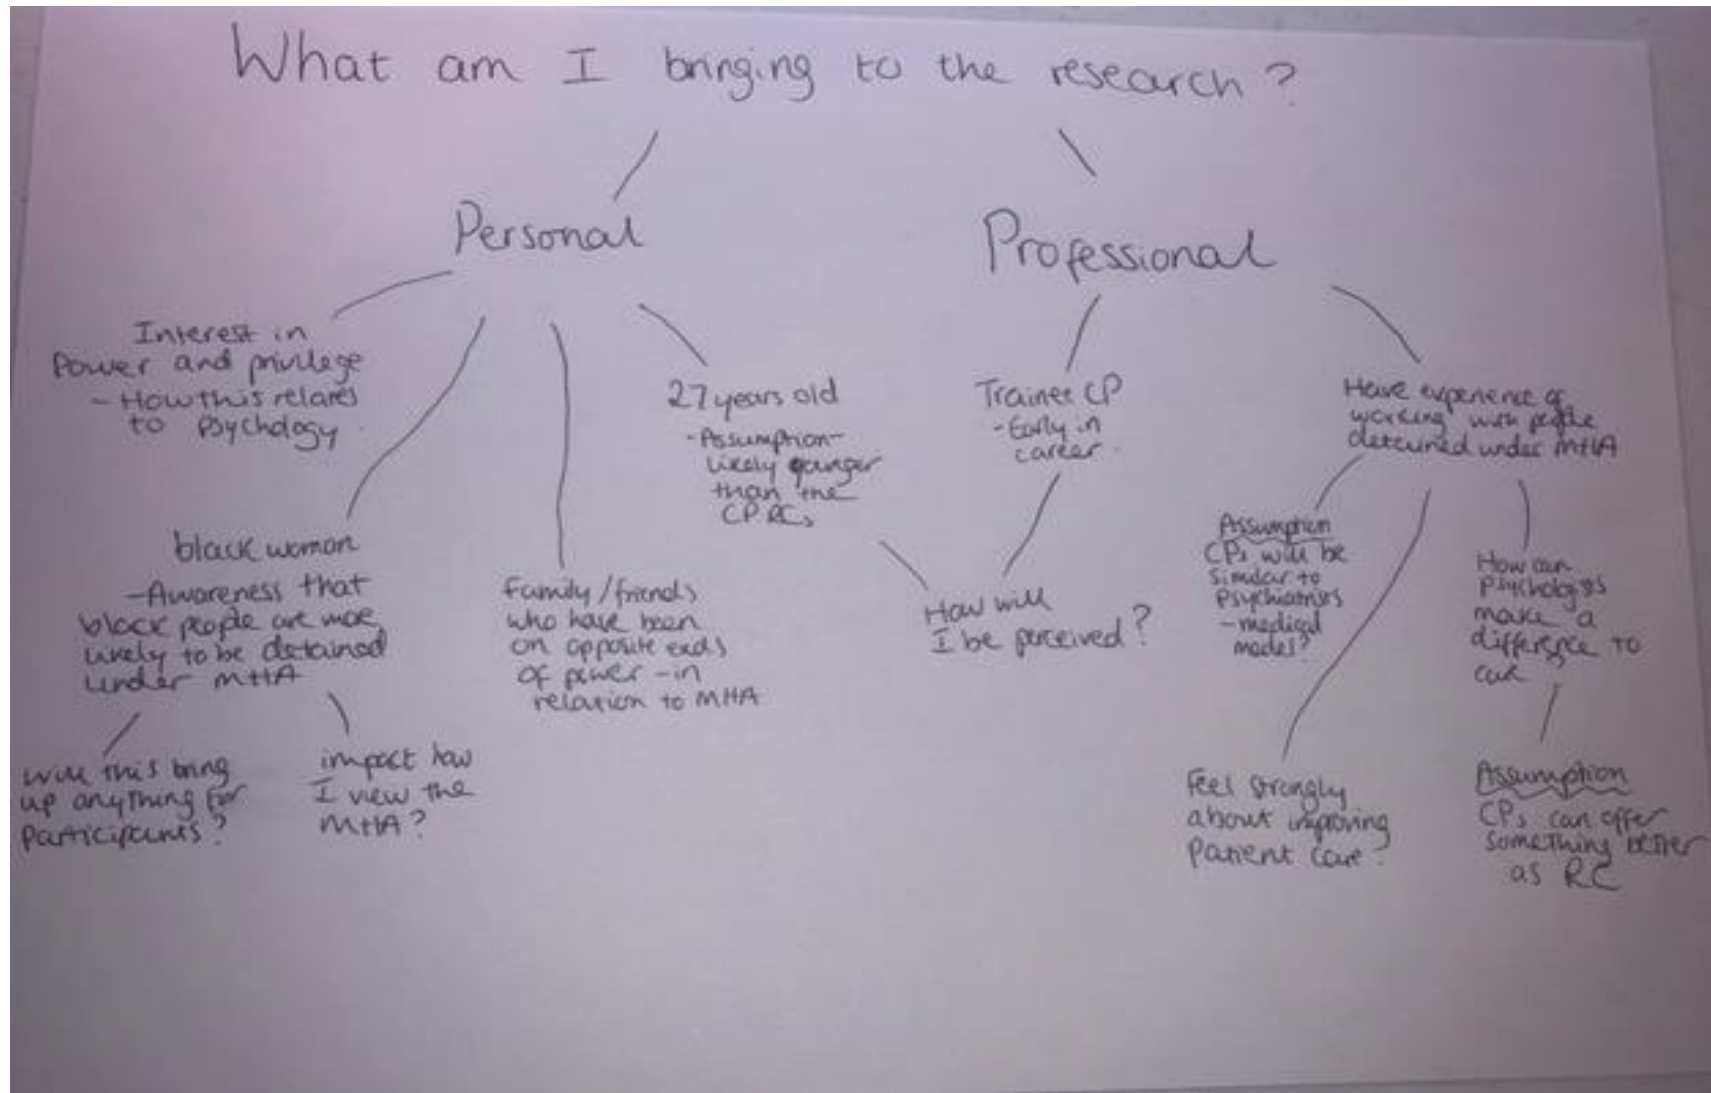 What am I bringing to the research?
Personal
Professional
Interest in
Power and privilege
- How this relates
to Psychology
black woman
- Awareness that
black people are more
likely to be detained
under MHA
will this bring
up anything for
participants?
impact how
I view the
MHA?
Family/friends
who have been
on opposite ends
of power - in
relation to MHA
27 years old
- Assumption -
likely younger
than the
CP RCs
Trainee CP
- Early in
career
How will
I be perceived?
Have experience of
working with people
detained under MHA
Assumption
CPs will be
similar to
Psychiatrists
- medical
model?
Feel strongly
about improving
patient care
How can
Psychologists
make a
difference to
care
Assumption
CPs can offer
something better
as RC